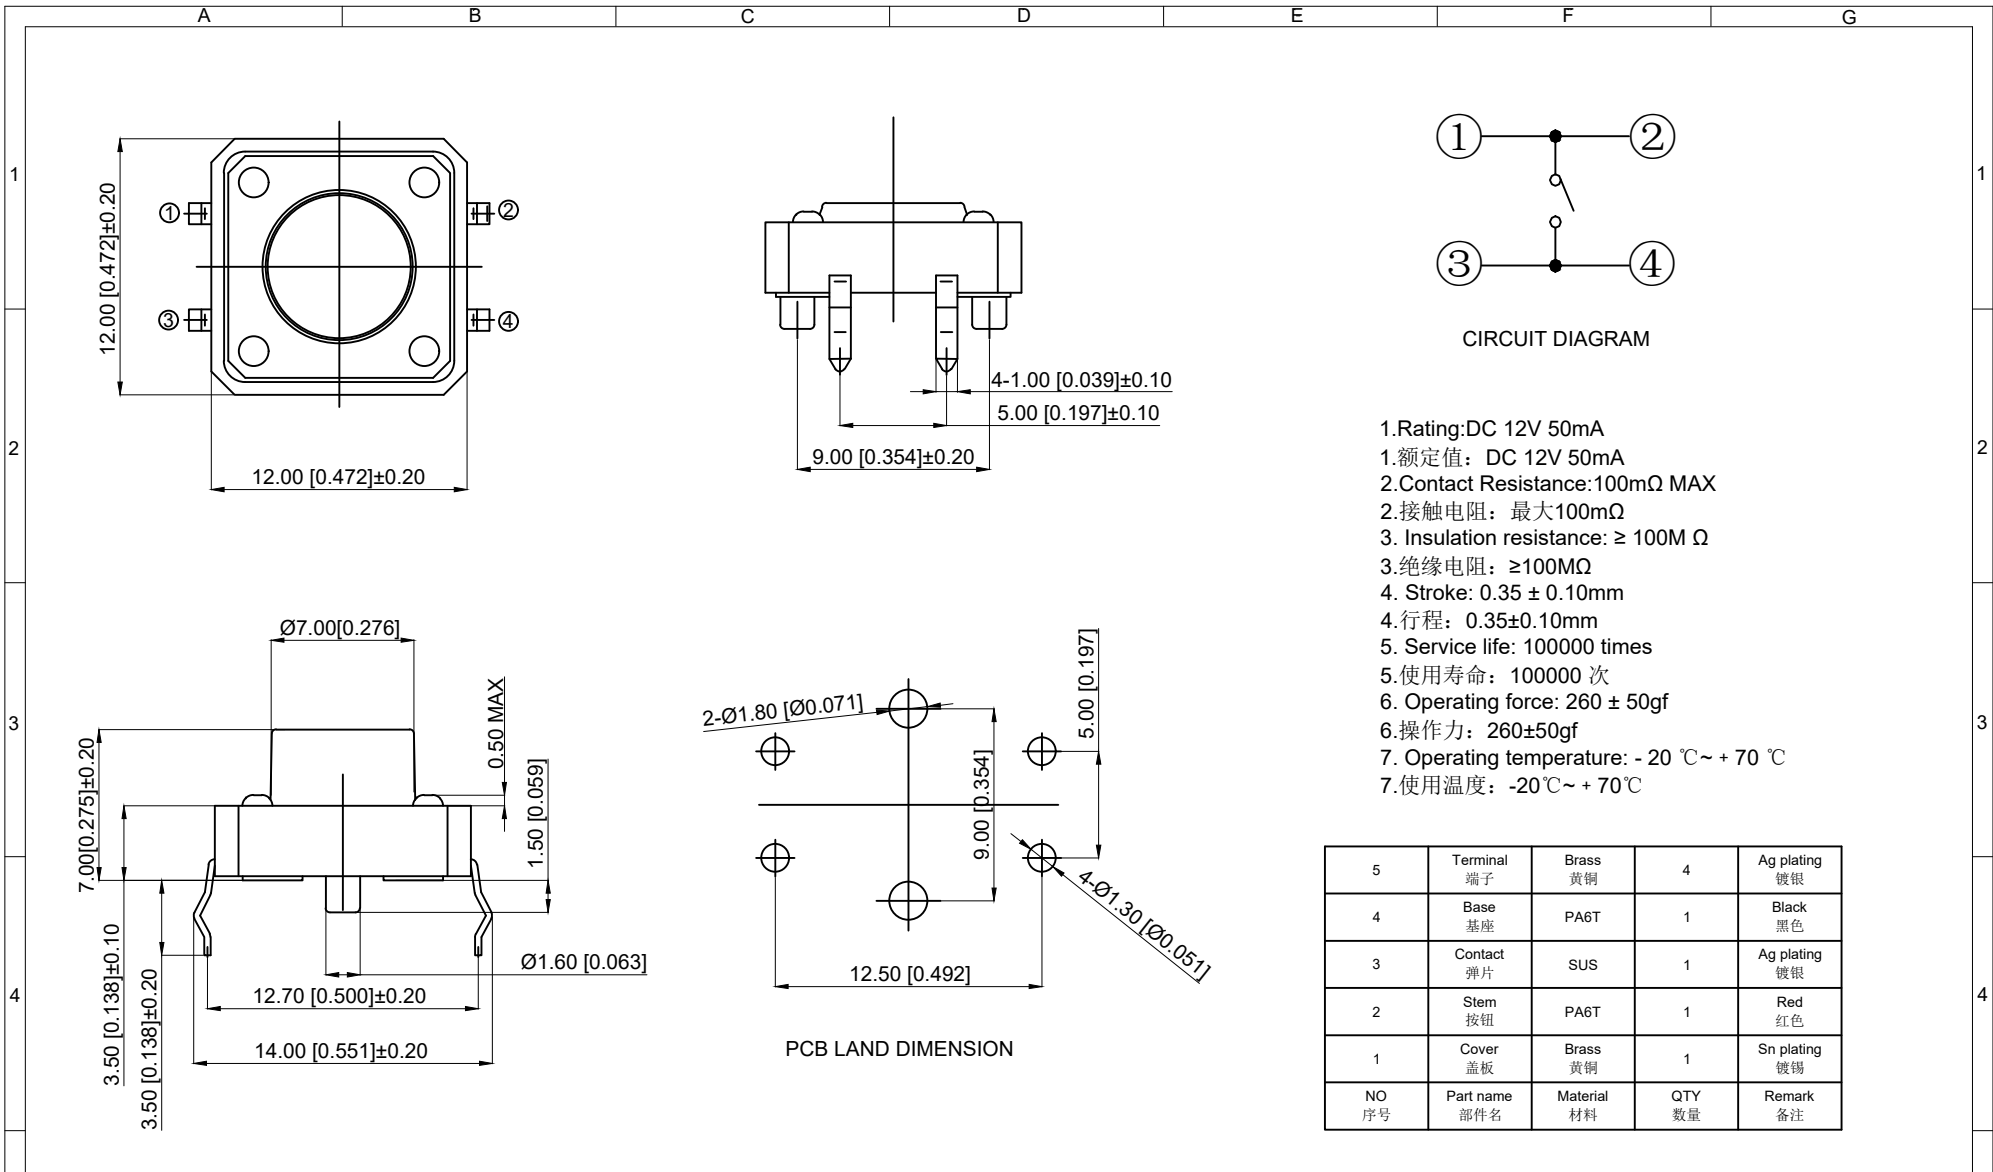 A B C D E F G
1
2
3
4
1
2
3
4
12.00 [0.472]±0.20
①
②
③
④
12.00 [0.472]±0.20
4-1.00 [0.039]±0.10
5.00 [0.197]±0.10
9.00 [0.354]±0.20
① ②
③ ④
CIRCUIT DIAGRAM
1.Rating:DC 12V 50mA
1.额定值：DC 12V 50mA
2.Contact Resistance:100mΩ MAX
2.接触电阻：最大100mΩ
3. Insulation resistance: ≥ 100M Ω
3.绝缘电阻：≥100MΩ
4. Stroke: 0.35 ± 0.10mm
4.行程：0.35±0.10mm
5. Service life: 100000 times
5.使用寿命：100000 次
6. Operating force: 260 ± 50gf
6.操作力：260±50gf
7. Operating temperature: - 20 ℃~ + 70 ℃
7.使用温度：-20℃~ + 70℃
Ø7.00[0.276]
0.50 MAX
7.00[0.275]±0.20
1.50 [0.059]
3.50 [0.138]±0.10
3.50 [0.138]±0.20
Ø1.60 [0.063]
12.70 [0.500]±0.20
14.00 [0.551]±0.20
2-Ø1.80 [Ø0.071]
5.00 [0.197]
9.00 [0.354]
4-Ø1.30 [Ø0.051]
12.50 [0.492]
PCB LAND DIMENSION
5 Terminal Brass 4 Ag plating
端子 黄铜 镀银
4 Base PA6T 1 Black
基座 黑色
3 Contact SUS 1 Ag plating
弹片 镀银
2 Stem PA6T 1 Red
按钮 红色
1 Cover Brass 1 Sn plating
盖板 黄铜 镀锡
NO Part name Material QTY Remark
序号 部件名 材料 数量 备注